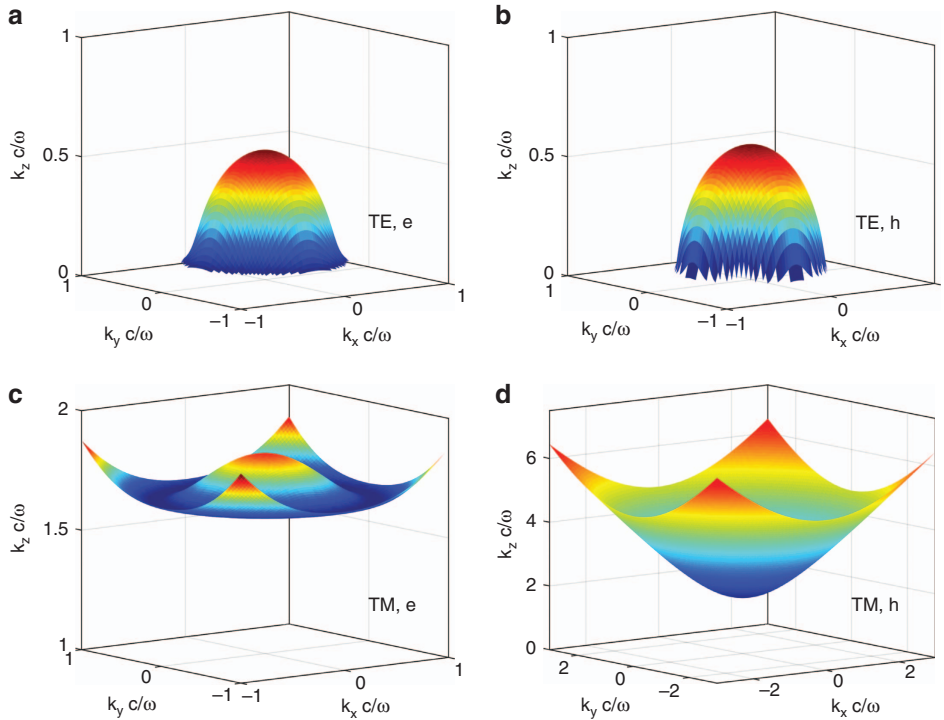 a
1
0.5
0
k_z c/ω
1
0
−1
k_y c/ω
−1
0
1
k_x c/ω
TE, e
b
1
0.5
0
k_z c/ω
1
0
−1
k_y c/ω
−1
0
1
k_x c/ω
TE, h
c
2
1.5
1
k_z c/ω
1
0
−1
k_y c/ω
−1
0
1
k_x c/ω
TM, e
d
6
4
2
0
k_z c/ω
2
0
−2
k_y c/ω
−2
0
2
k_x c/ω
TM, h